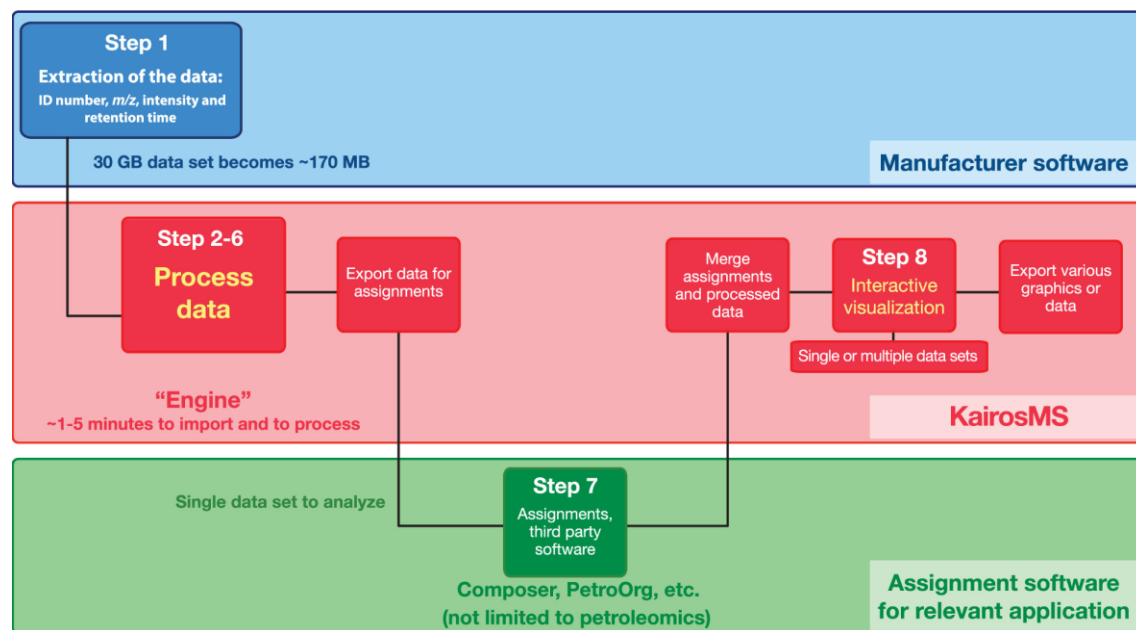 Step 1
Extraction of the data:
ID number, m/z, intensity and
retention time
30 GB data set becomes ~170 MB
Manufacturer software
Step 2-6
Process
data
Export data for
assignments
Merge
assignments
and processed
data
Step 8
Interactive
visualization
Export various
graphics or
data
Single or multiple data sets
“Engine”
~1-5 minutes to import and to process
KairosMS
Single data set to analyze
Step 7
Assignments,
third party
software
Composer, PetroOrg, etc.
(not limited to petroleomics)
Assignment software
for relevant application